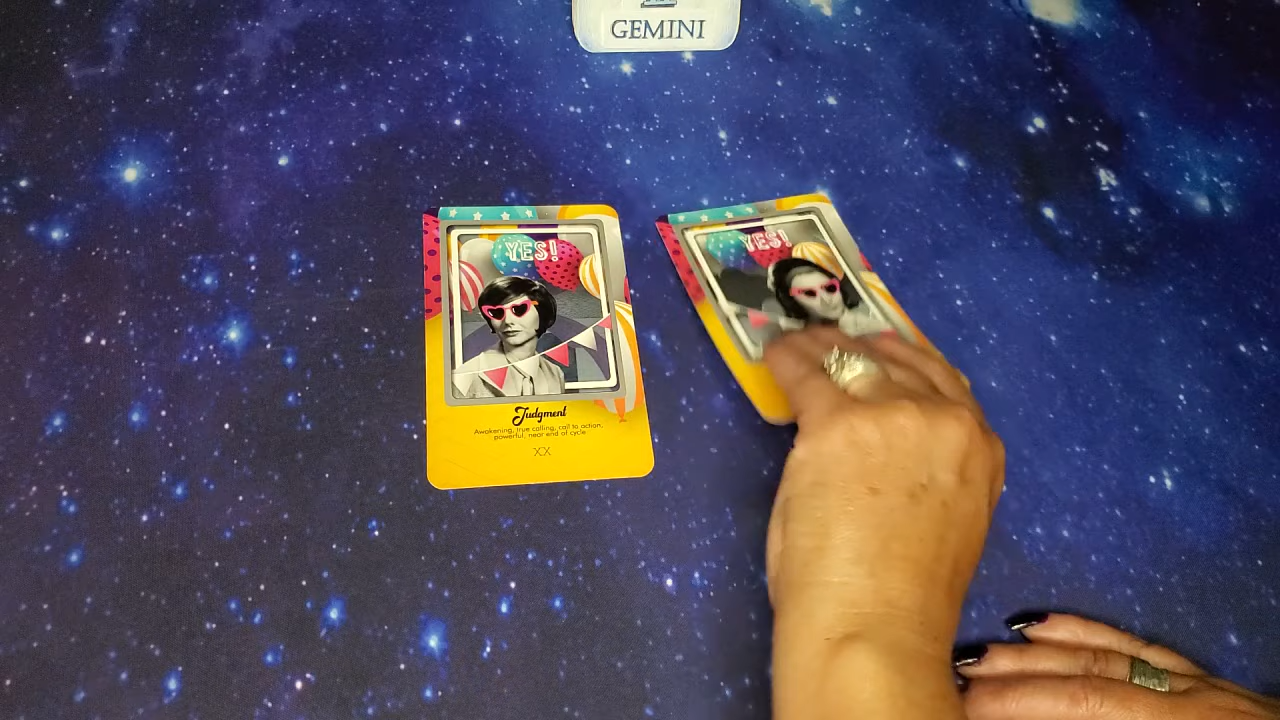 GEMINI
YES!
YES!
Judgment
Awakening, true calling, call to action,
powerful, near end of cycle
XX